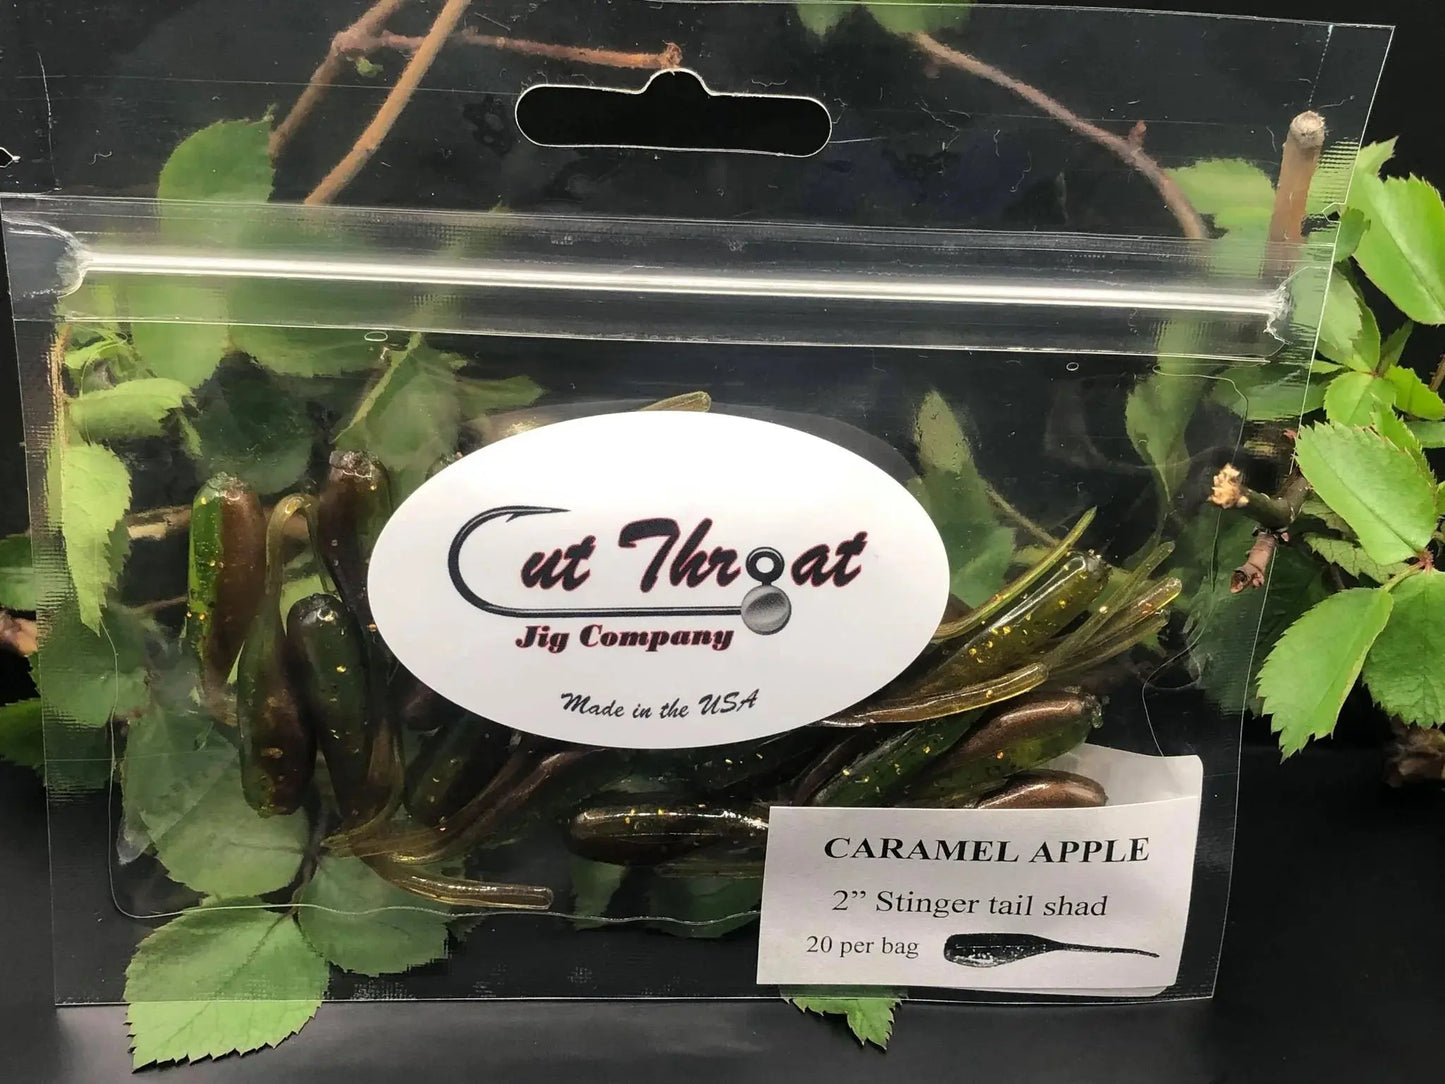 Cut Throat
Jig Company
Made in the USA
CARAMEL APPLE
2” Stinger tail shad
20 per bag